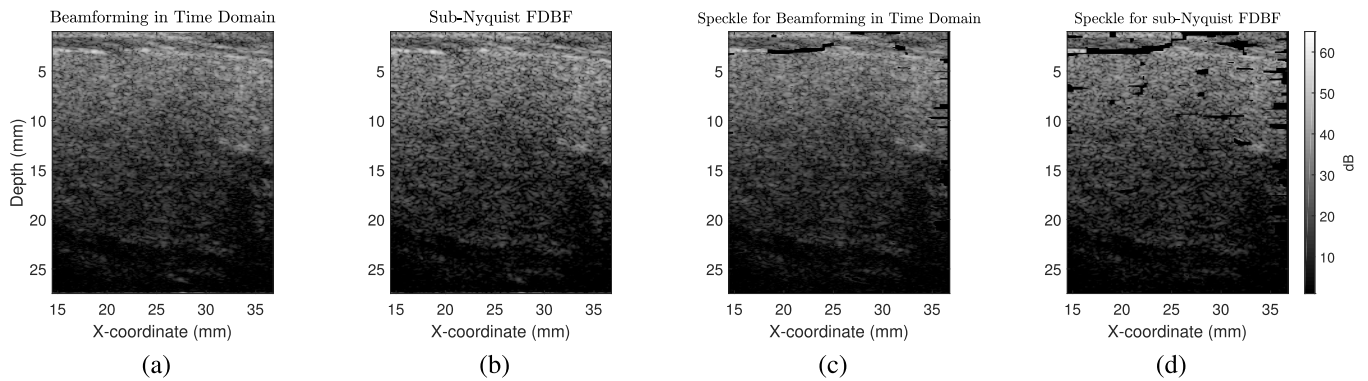 Beamforming in Time Domain
Sub-Nyquist FDBF
Speckle for Beamforming in Time Domain
Speckle for sub-Nyquist FDBF
5
10
15
20
25
Depth (mm)
15 20 25 30 35
X-coordinate (mm)
(a)
5
10
15
20
25
15 20 25 30 35
X-coordinate (mm)
(b)
5
10
15
20
25
15 20 25 30 35
X-coordinate (mm)
(c)
5
10
15
20
25
15 20 25 30 35
X-coordinate (mm)
(d)
60
50
40
30
20
10
dB